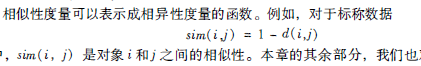 相似性度量可以表示成相异性度量的函数。例如，对于标称数据
sim(i,j) = 1 - d(i,j)
，sim(i, j) 是对象 i 和 j 之间的相似性。本章的其余部分，我们也